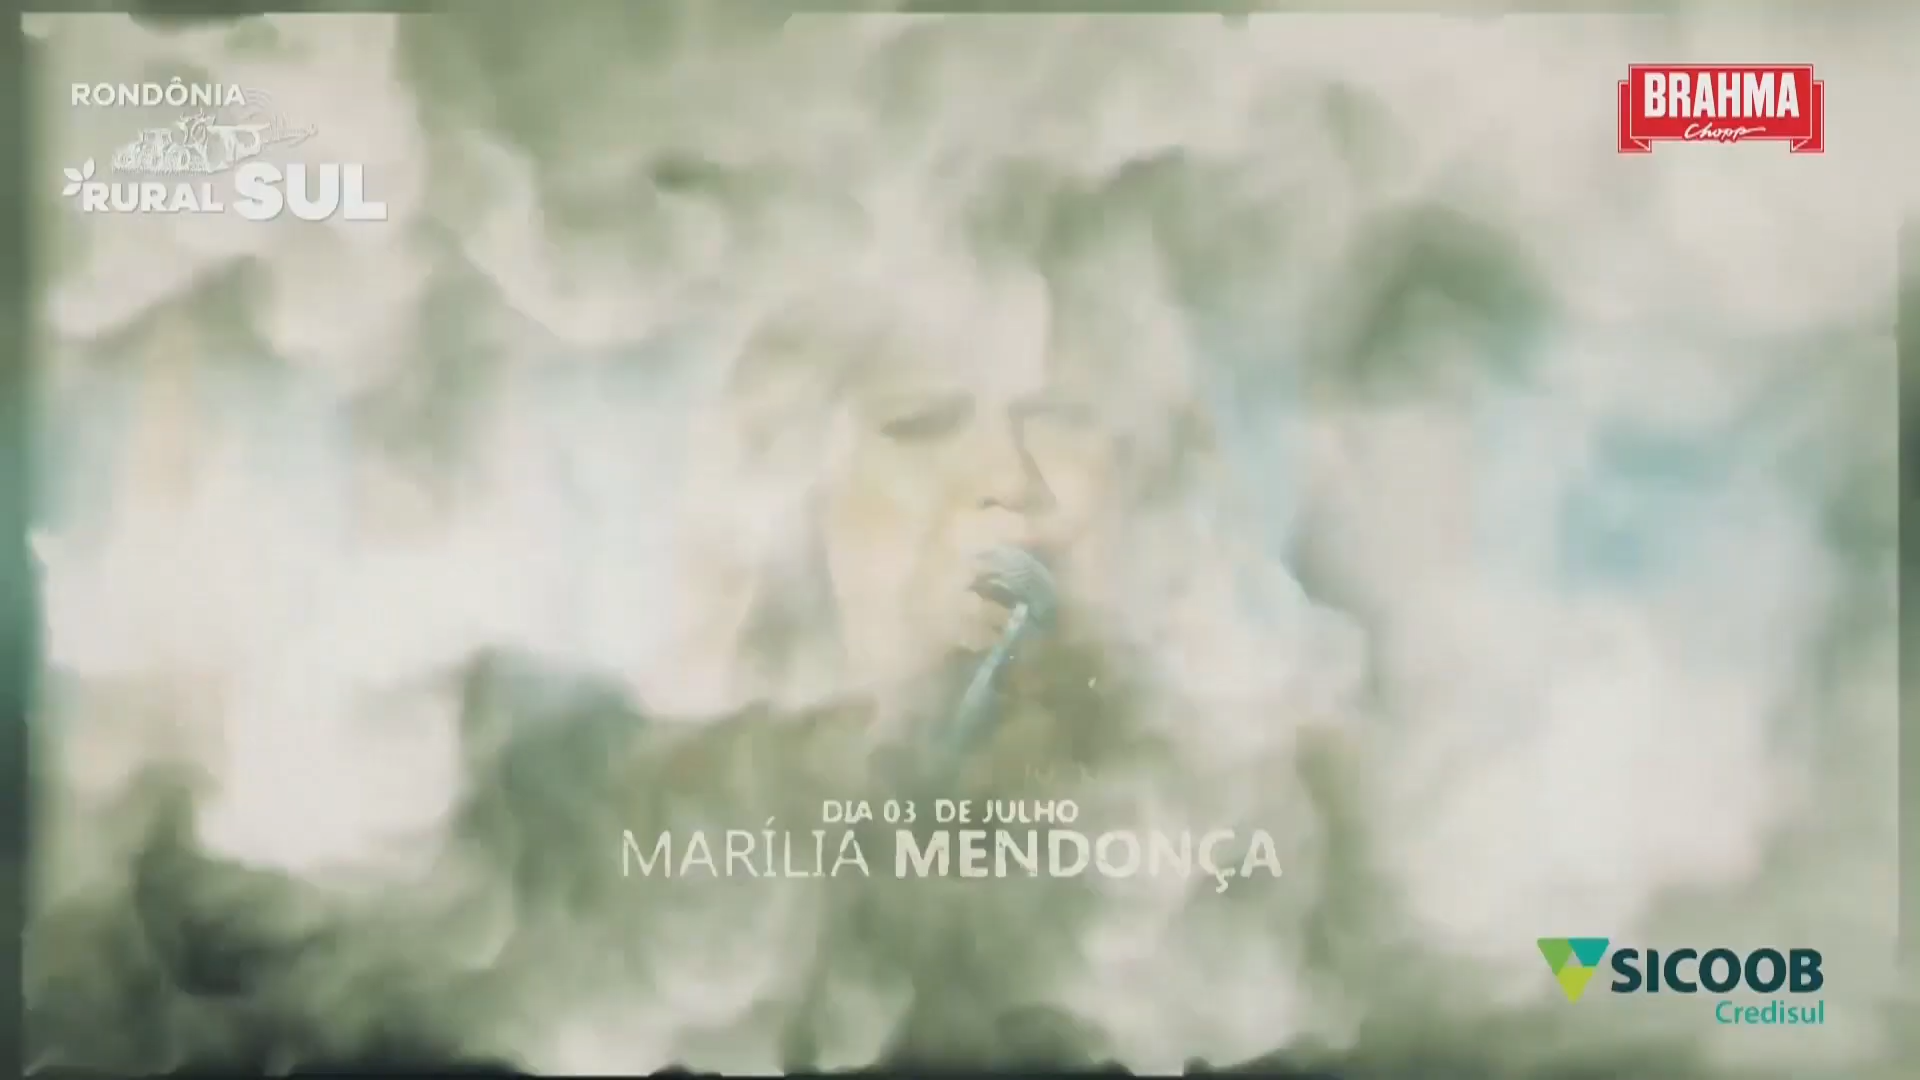 RONDÔNIA
RURAL SUL
BRAHMA
Chopp
DIA 03 DE JULHO
MARÍLIA MENDONÇA
SICOOB
Credisul